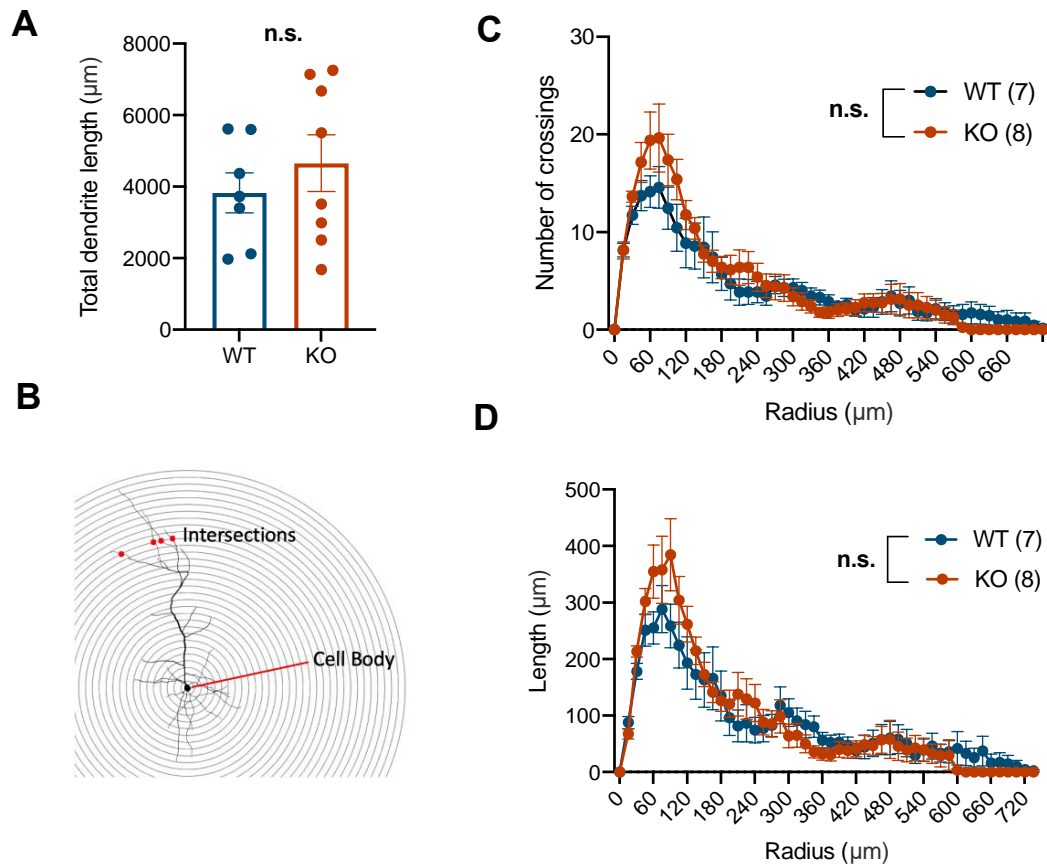 A
n.s.
Total dendrite length (µm)
8000
6000
4000
2000
0
WT
KO
B
Intersections
Cell Body
C
Number of crossings
30
20
10
0
n.s.
WT (7)
KO (8)
0
60
120
180
240
300
360
420
480
540
600
660
Radius (µm)
D
Length (µm)
500
400
300
200
100
0
n.s.
WT (7)
KO (8)
0
60
120
180
240
300
360
420
480
540
600
660
720
Radius (µm)